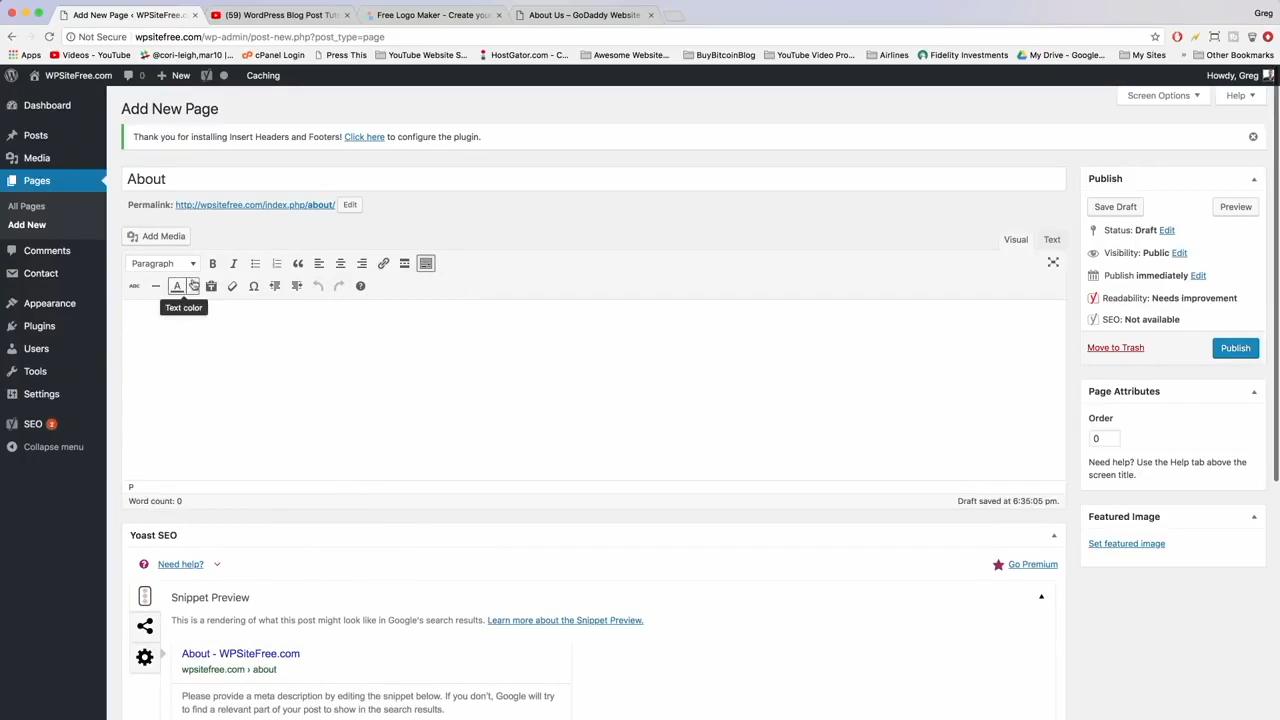 Add New Page ‹ WPSiteFree.c...
(59) WordPress Blog Post Tut
Free Logo Maker - Create your
About Us – GoDaddy Website
Greg
Not Secure wpsitefree.com/wp-admin/post-new.php?post_type=page
Apps
Videos - YouTube
@cori-leigh,mar10 |...
cPanel Login
Press This
YouTube Website S...
HostGator.com - C...
Awesome Website...
BuyBitcoinBlog
YouTube Video Pro...
Airlines
Fidelity Investments
My Drive - Google...
My Sites
Other Bookmarks
WPSiteFree.com
0
New
Caching
Howdy, Greg
Dashboard
Posts
Media
Pages
All Pages
Add New
Comments
Contact
Appearance
Plugins
Users
Tools
Settings
SEO 2
Collapse menu
Add New Page
Screen Options
Help
Thank you for installing Insert Headers and Footers! Click here to configure the plugin.
About
Permalink: http://wpsitefree.com/index.php/about/ Edit
Add Media
Visual
Text
Paragraph
B
I
ABC
A
Ω
Text color
P
Word count: 0
Draft saved at 6:35:05 pm.
Yoast SEO
Need help?
Go Premium
Snippet Preview
This is a rendering of what this post might look like in Google's search results. Learn more about the Snippet Preview.
About - WPSiteFree.com
wpsitefree.com › about
Please provide a meta description by editing the snippet below. If you don't, Google will try
to find a relevant part of your post to show in the search results.
Publish
Save Draft
Preview
Status: Draft Edit
Visibility: Public Edit
Publish immediately Edit
Readability: Needs improvement
SEO: Not available
Move to Trash
Publish
Page Attributes
Order
0
Need help? Use the Help tab above the
screen title.
Featured Image
Set featured image